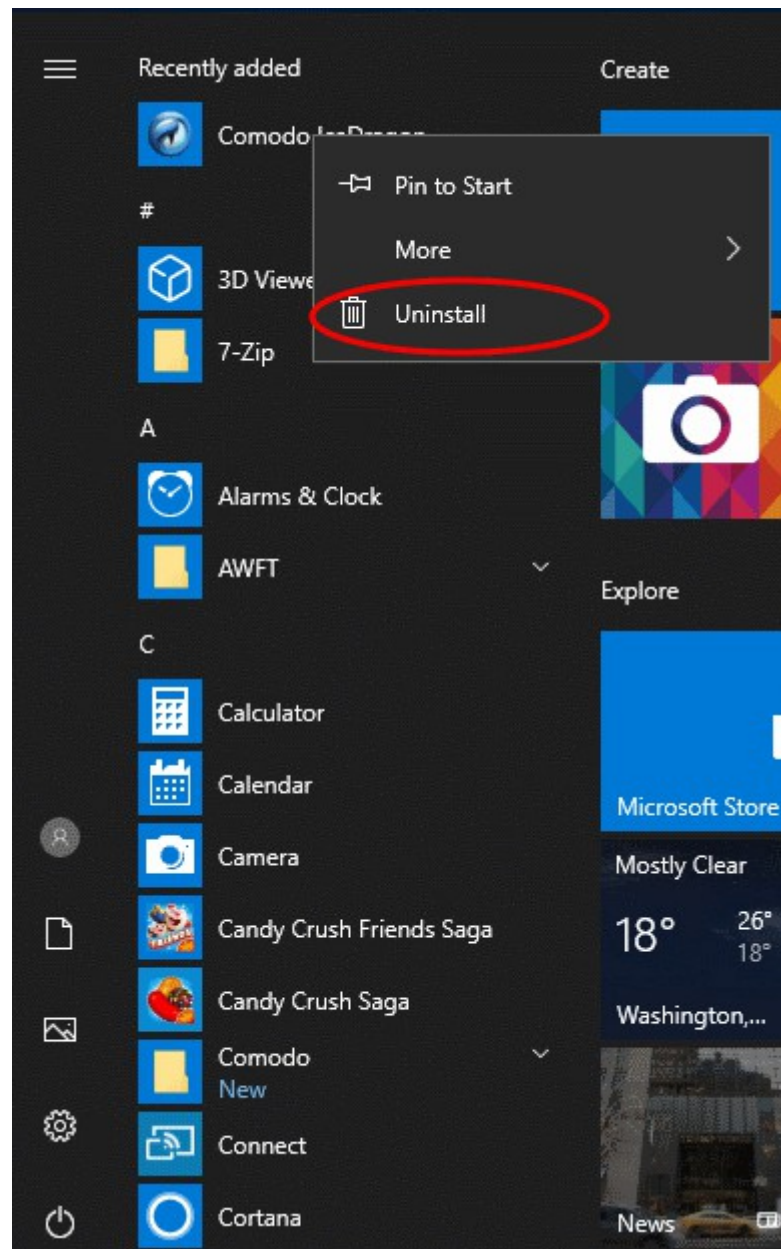 Recently added
Comodo IceDragon
#
3D Viewe
7-Zip
A
Alarms & Clock
AWFT
C
Calculator
Calendar
Camera
Candy Crush Friends Saga
Candy Crush Saga
Comodo
New
Connect
Cortana
Pin to Start
More
Uninstall
Create
Explore
Microsoft Store
Mostly Clear
18° 26°
18°
Washington,...
News